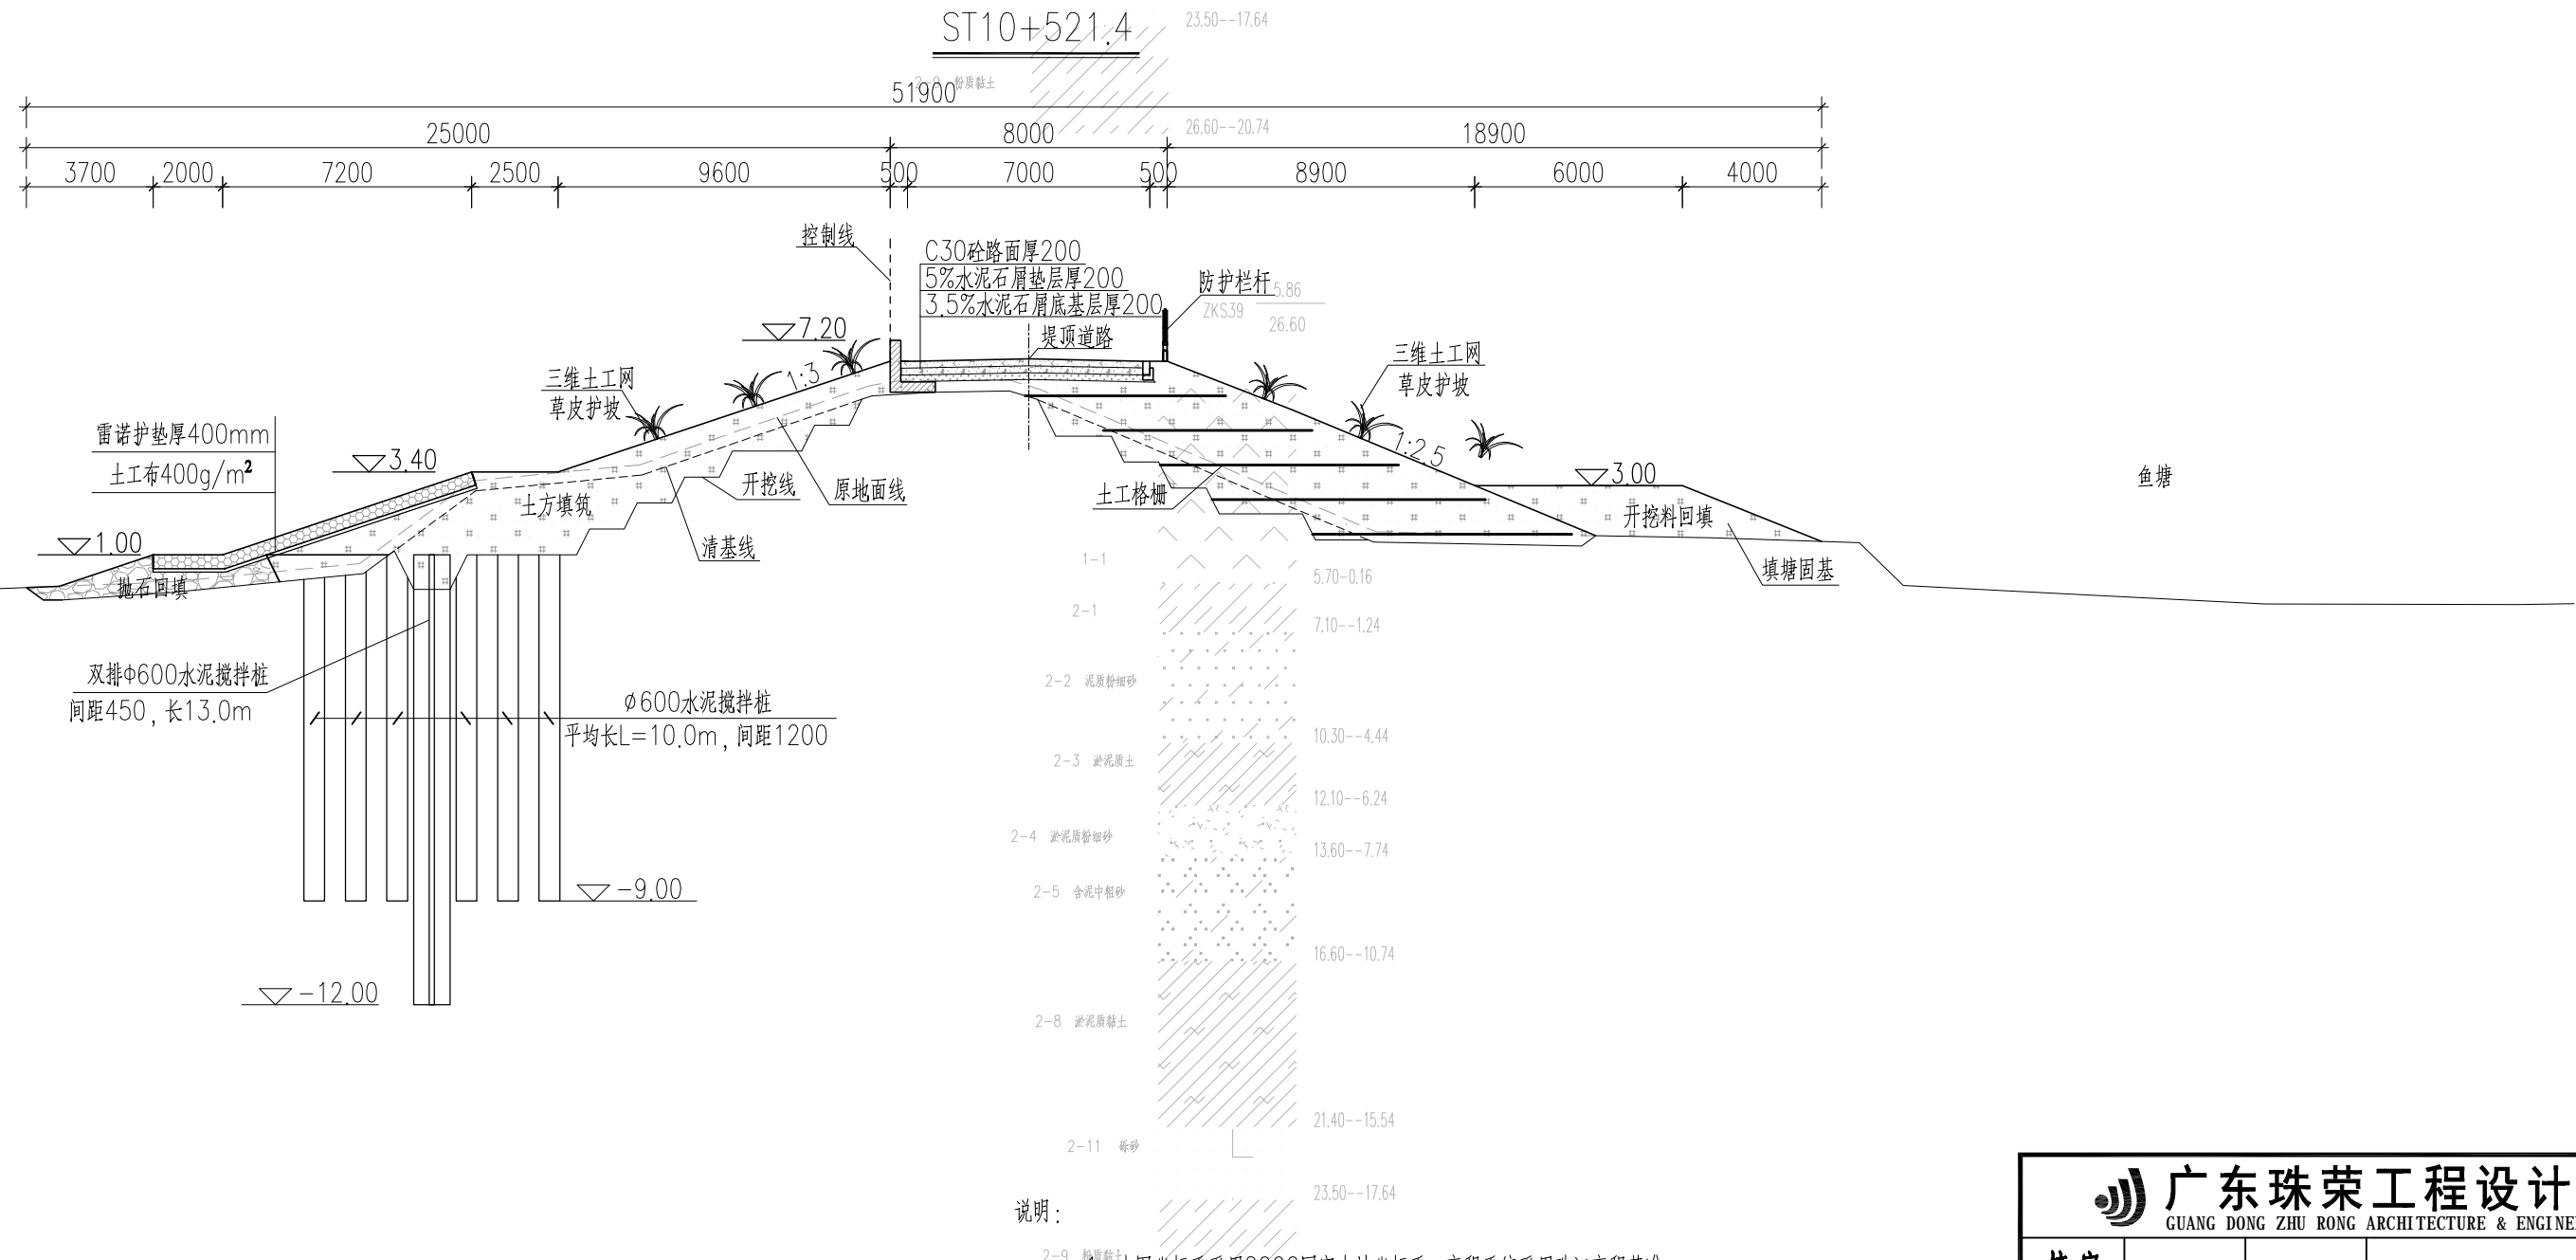 ST10+521.4
23.50--17.64
2-9 粉质黏土
51900
26.60--20.74
25000
8000
18900
3700
2000
7200
2500
9600
500
7000
500
8900
6000
4000
控制线
C30砼路面厚200
5%水泥石屑垫层厚200
3.5%水泥石屑底基层厚200
防护栏杆
5.86
ZKS39
26.60
7.20
堤顶道路
三维土工网
草皮护坡
1:3
三维土工网
草皮护坡
雷诺护垫厚400mm
土工布400g/m²
3.40
1:2.5
3.00
鱼塘
开挖线
原地面线
土工格栅
土方填筑
开挖料回填
1.00
清基线
1-1
5.70-0.16
填塘固基
抛石回填
2-1
7.10--1.24
双排Φ600水泥搅拌桩
间距450，长13.0m
ϕ600水泥搅拌桩
平均长L=10.0m，间距1200
2-2 泥质粉细砂
10.30--4.44
2-3 淤泥质土
12.10--6.24
2-4 淤泥质粉细砂
13.60--7.74
-9.00
2-5 含泥中粗砂
16.60--10.74
-12.00
2-8 淤泥质黏土
21.40--15.54
2-11 砾砂
23.50--17.64
说明：
2-9 粉质黏土
广东珠荣工程设计
GUANG DONG ZHU RONG ARCHITECTURE & ENGINE